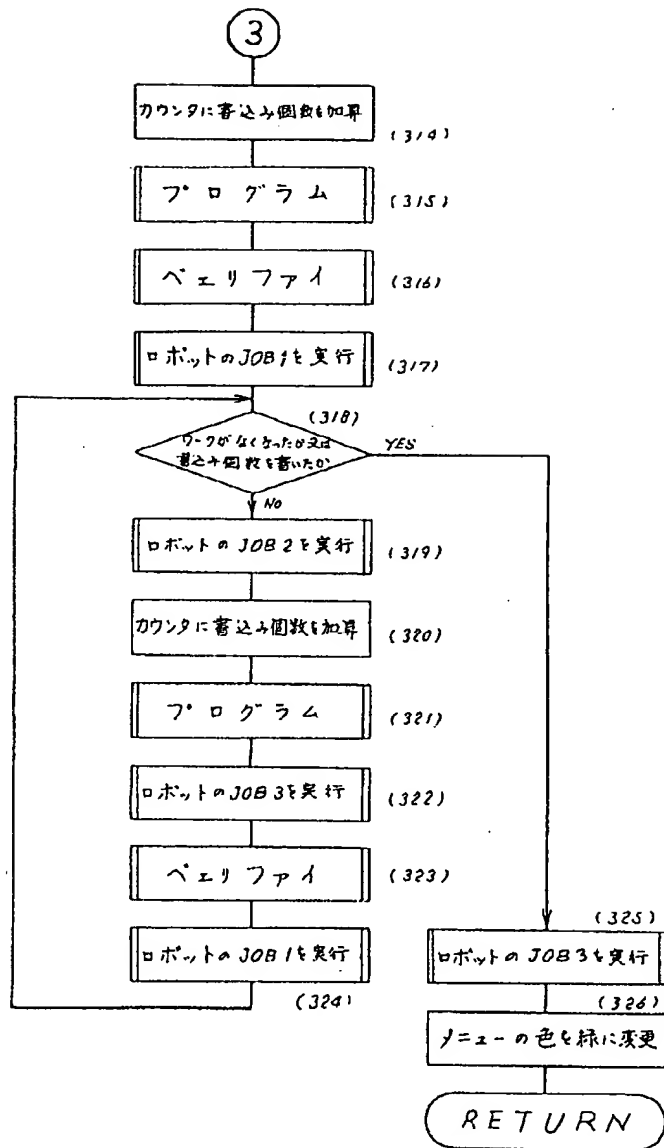 3
カウンタに書込み個数を加算
(314)
プログラム
(315)
ベェリファイ
(316)
ロボットのJOB1を実行
(317)
(318)
ワークがなくなったか又は
書込み個数を書いたか
YES
NO
ロボットのJOB2を実行
(319)
カウンタに書込み個数を加算
(320)
プログラム
(321)
ロボットのJOB3を実行
(322)
ベェリファイ
(323)
ロボットのJOB1を実行
(324)
(325)
ロボットのJOB3を実行
(326)
メニューの色を緑に変更
RETURN